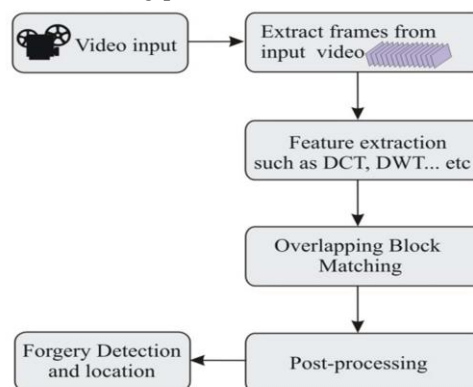 Video input
Extract frames from
input video
Feature extraction
such as DCT, DWT... etc
Overlapping Block
Matching
Post-processing
Forgery Detection
and location